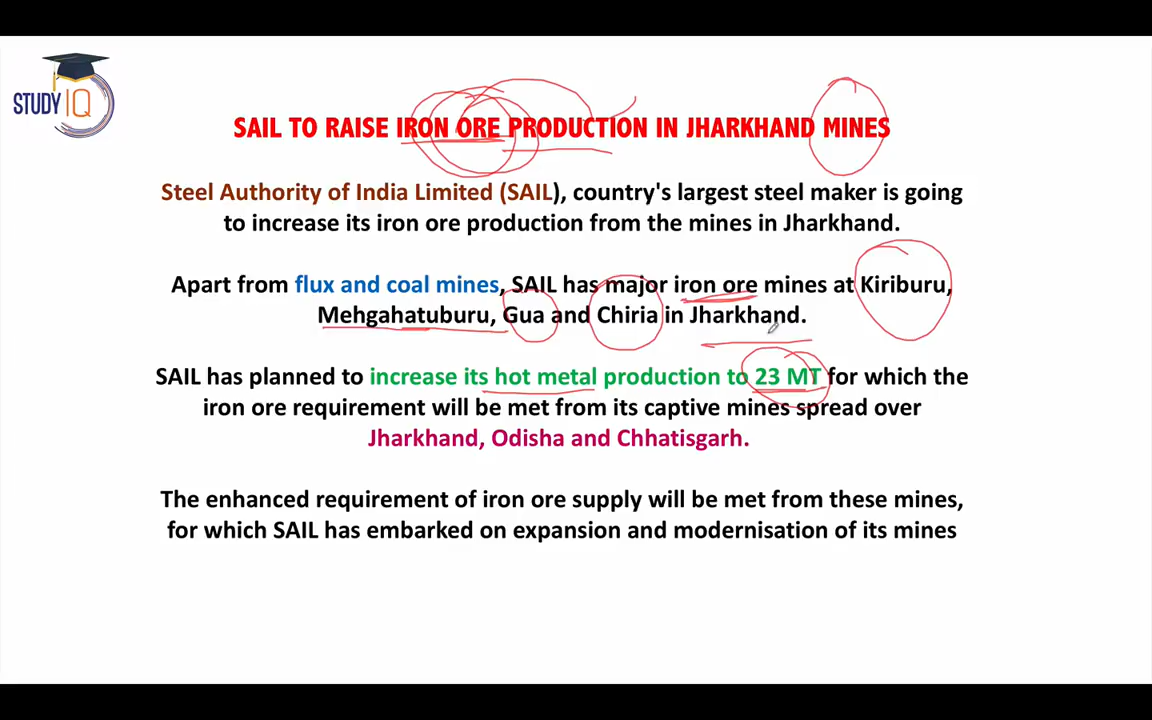 STUDY IQ
SAIL TO RAISE IRON ORE PRODUCTION IN JHARKHAND MINES
Steel Authority of India Limited (SAIL), country's largest steel maker is going
to increase its iron ore production from the mines in Jharkhand.
Apart from flux and coal mines, SAIL has major iron ore mines at Kiriburu,
Mehgahatuburu, Gua and Chiria in Jharkhand.
SAIL has planned to increase its hot metal production to 23 MT for which the
iron ore requirement will be met from its captive mines spread over
Jharkhand, Odisha and Chhatisgarh.
The enhanced requirement of iron ore supply will be met from these mines,
for which SAIL has embarked on expansion and modernisation of its mines